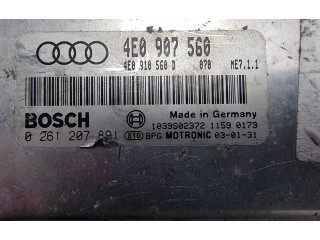 4E0 907 560
4E0 910 560 D 070 ME7.1.1
BOSCH
Made in Germany
1039S02372 1159 0173
0 261 207 891
BPG MOTRONIC 03-01-31